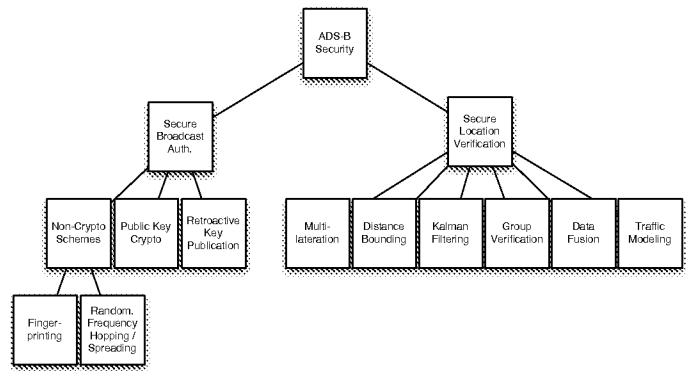 ADS-B
Security
Secure
Broadcast
Auth.
Secure
Location
Verification
Non-Crypto
Schemes
Public Key
Crypto
Retroactive
Key
Publication
Multi-
lateration
Distance
Bounding
Kalman
Filtering
Group
Verification
Data
Fusion
Traffic
Modeling
Finger-
printing
Random.
Frequency
Hopping /
Spreading